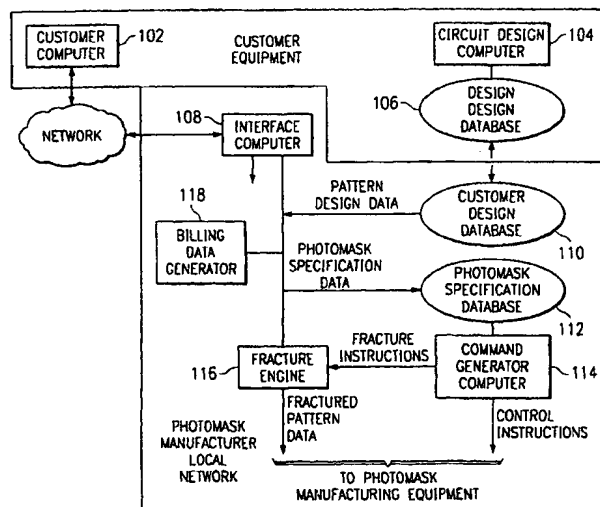 CUSTOMER
COMPUTER
102
CUSTOMER
EQUIPMENT
CIRCUIT DESIGN
COMPUTER
104
106
DESIGN
DESIGN
DATABASE
NETWORK
108
INTERFACE
COMPUTER
PATTERN
DESIGN DATA
CUSTOMER
DESIGN
DATABASE
110
118
BILLING
DATA
GENERATOR
PHOTOMASK
SPECIFICATION
DATA
PHOTOMASK
SPECIFICATION
DATABASE
112
FRACTURE
INSTRUCTIONS
116
FRACTURE
ENGINE
COMMAND
GENERATOR
COMPUTER
114
FRACTURED
PATTERN
DATA
CONTROL
INSTRUCTIONS
PHOTOMASK
MANUFACTURER
LOCAL
NETWORK
TO PHOTOMASK
MANUFACTURING EQUIPMENT